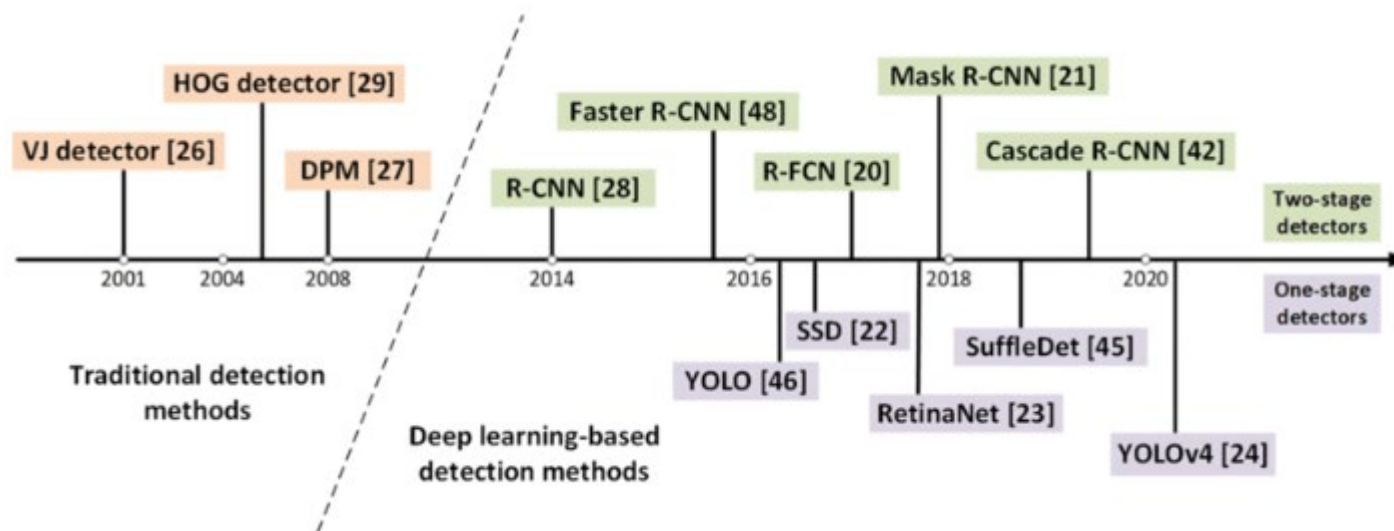 HOG detector [29]
Mask R-CNN [21]
Faster R-CNN [48]
VJ detector [26]
Cascade R-CNN [42]
DPM [27]
R-CNN [28]
R-FCN [20]
Two-stage
detectors
2001
2004
2008
2014
2016
2018
2020
One-stage
detectors
SSD [22]
SuffleDet [45]
YOLO [46]
RetinaNet [23]
YOLOv4 [24]
Traditional detection
methods
Deep learning-based
detection methods